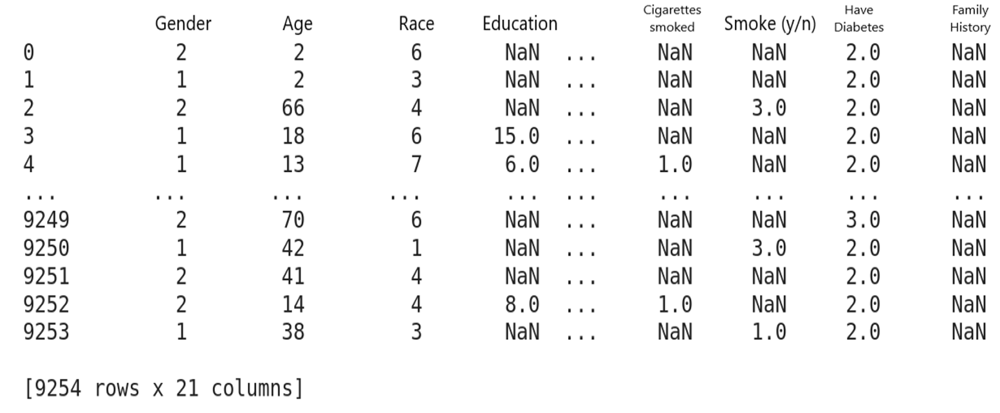 Gender Age Race Education Cigarettes smoked Smoke (y/n) Have Diabetes Family History
0 2 2 6 NaN ... NaN NaN 2.0 NaN
1 1 2 3 NaN ... NaN NaN 2.0 NaN
2 2 66 4 NaN ... NaN 3.0 2.0 NaN
3 1 18 6 15.0 ... NaN NaN 2.0 NaN
4 1 13 7 6.0 ... 1.0 NaN 2.0 NaN
... ... ... ... ... ... ... ... ... ...
9249 2 70 6 NaN ... NaN NaN 3.0 NaN
9250 1 42 1 NaN ... NaN 3.0 2.0 NaN
9251 2 41 4 NaN ... NaN NaN 2.0 NaN
9252 2 14 4 8.0 ... 1.0 NaN 2.0 NaN
9253 1 38 3 NaN ... NaN 1.0 2.0 NaN
[9254 rows x 21 columns]